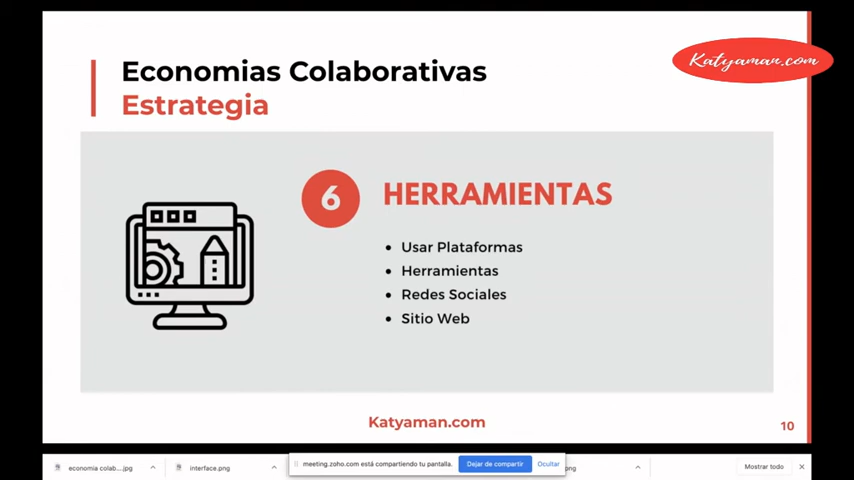 Economias Colaborativas
Estrategia
Katyaman.com
6
HERRAMIENTAS
Usar Plataformas
Herramientas
Redes Sociales
Sitio Web
Katyaman.com
10
economia colab....jpg
interface.png
meeting.zoho.com está compartiendo tu pantalla.
Dejar de compartir
Ocultar
png
Mostrar todo